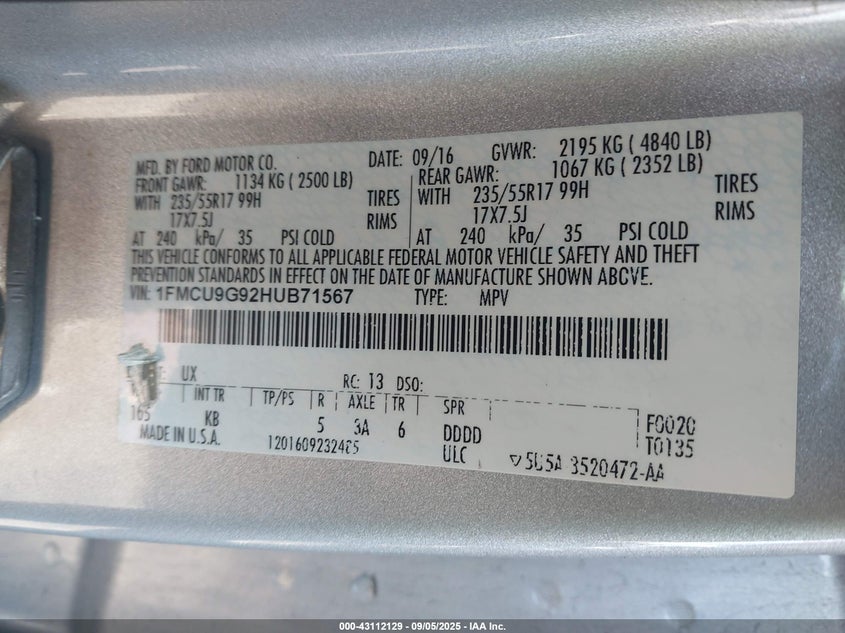 MFD. BY FORD MOTOR CO. DATE: 09/16 GVWR: 2195 KG ( 4840 LB)
FRONT GAWR: 1134 KG ( 2500 LB) REAR GAWR: 1067 KG ( 2352 LB)
WITH 235/55R17 99H TIRES WITH 235/55R17 99H TIRES
17X7.5J RIMS 17X7.5J RIMS
AT 240 kPa/ 35 PSI COLD AT 240 kPa/ 35 PSI COLD
THIS VEHICLE CONFORMS TO ALL APPLICABLE FEDERAL MOTOR VEHICLE SAFETY AND THEFT
PREVENTION STANDARDS IN EFFECT ON THE DATE OF MANUFACTURE SHOWN ABOVE.
VIN: 1FMCU9G92HUB71567 TYPE: MPV
UX RC: 13 DSO:
INT TR TP/PS R AXLE TR SPR
165 KB 5 3A 6 DDDD F0020
MADE IN U.S.A. ULC T0135
3520472-AA
000-43112129 - 09/05/2025 - IAA Inc.